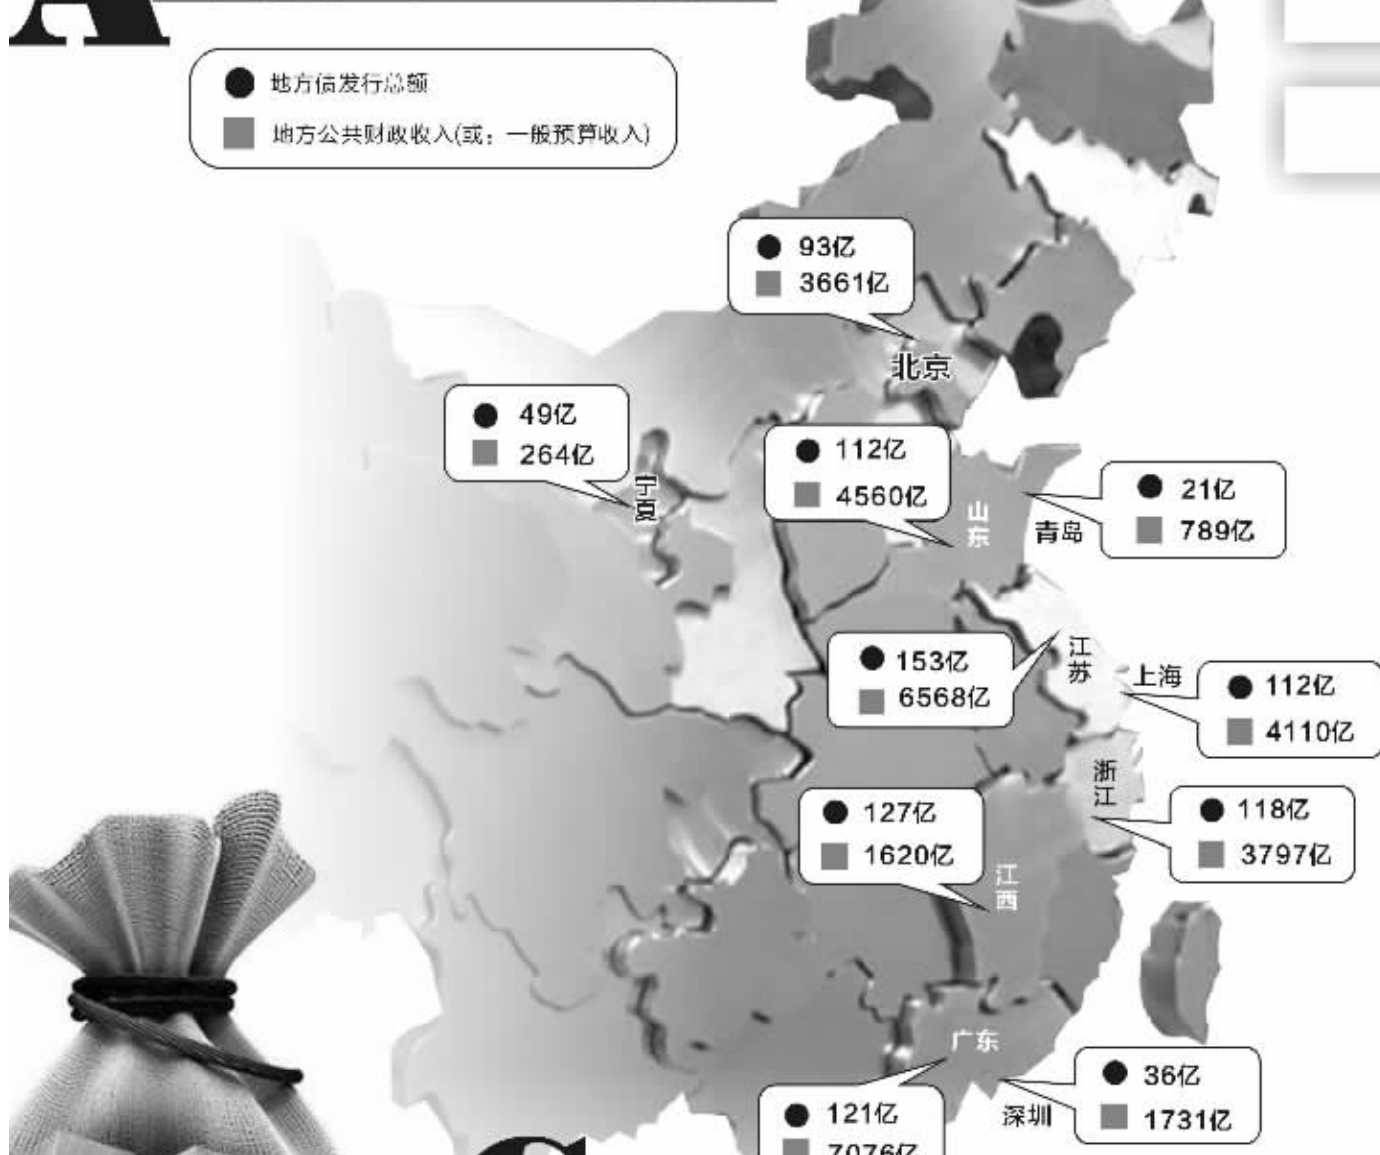 A
地方债发行总额
地方公共财政收入(或：一般预算收入)
93亿
3661亿
北京
49亿
264亿
宁夏
112亿
4560亿
山东
青岛
21亿
789亿
153亿
6568亿
江苏
上海
112亿
4110亿
浙江
118亿
3797亿
127亿
1620亿
江西
广东
121亿
7076亿
深圳
36亿
1731亿